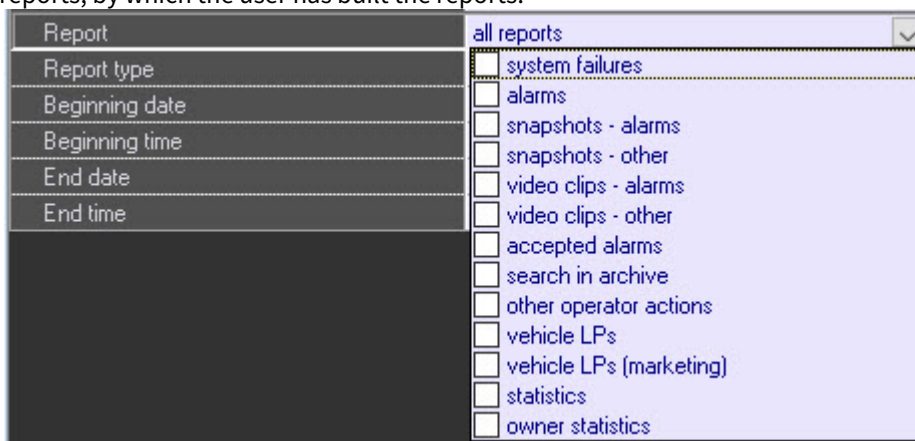 reports, by which the user has built the reports.
Report
all reports
Report type
system failures
Beginning date
alarms
Beginning time
snapshots - alarms
snapshots - other
End date
video clips - alarms
End time
video clips - other
accepted alarms
search in archive
other operator actions
vehicle LPs
vehicle LPs (marketing)
statistics
owner statistics